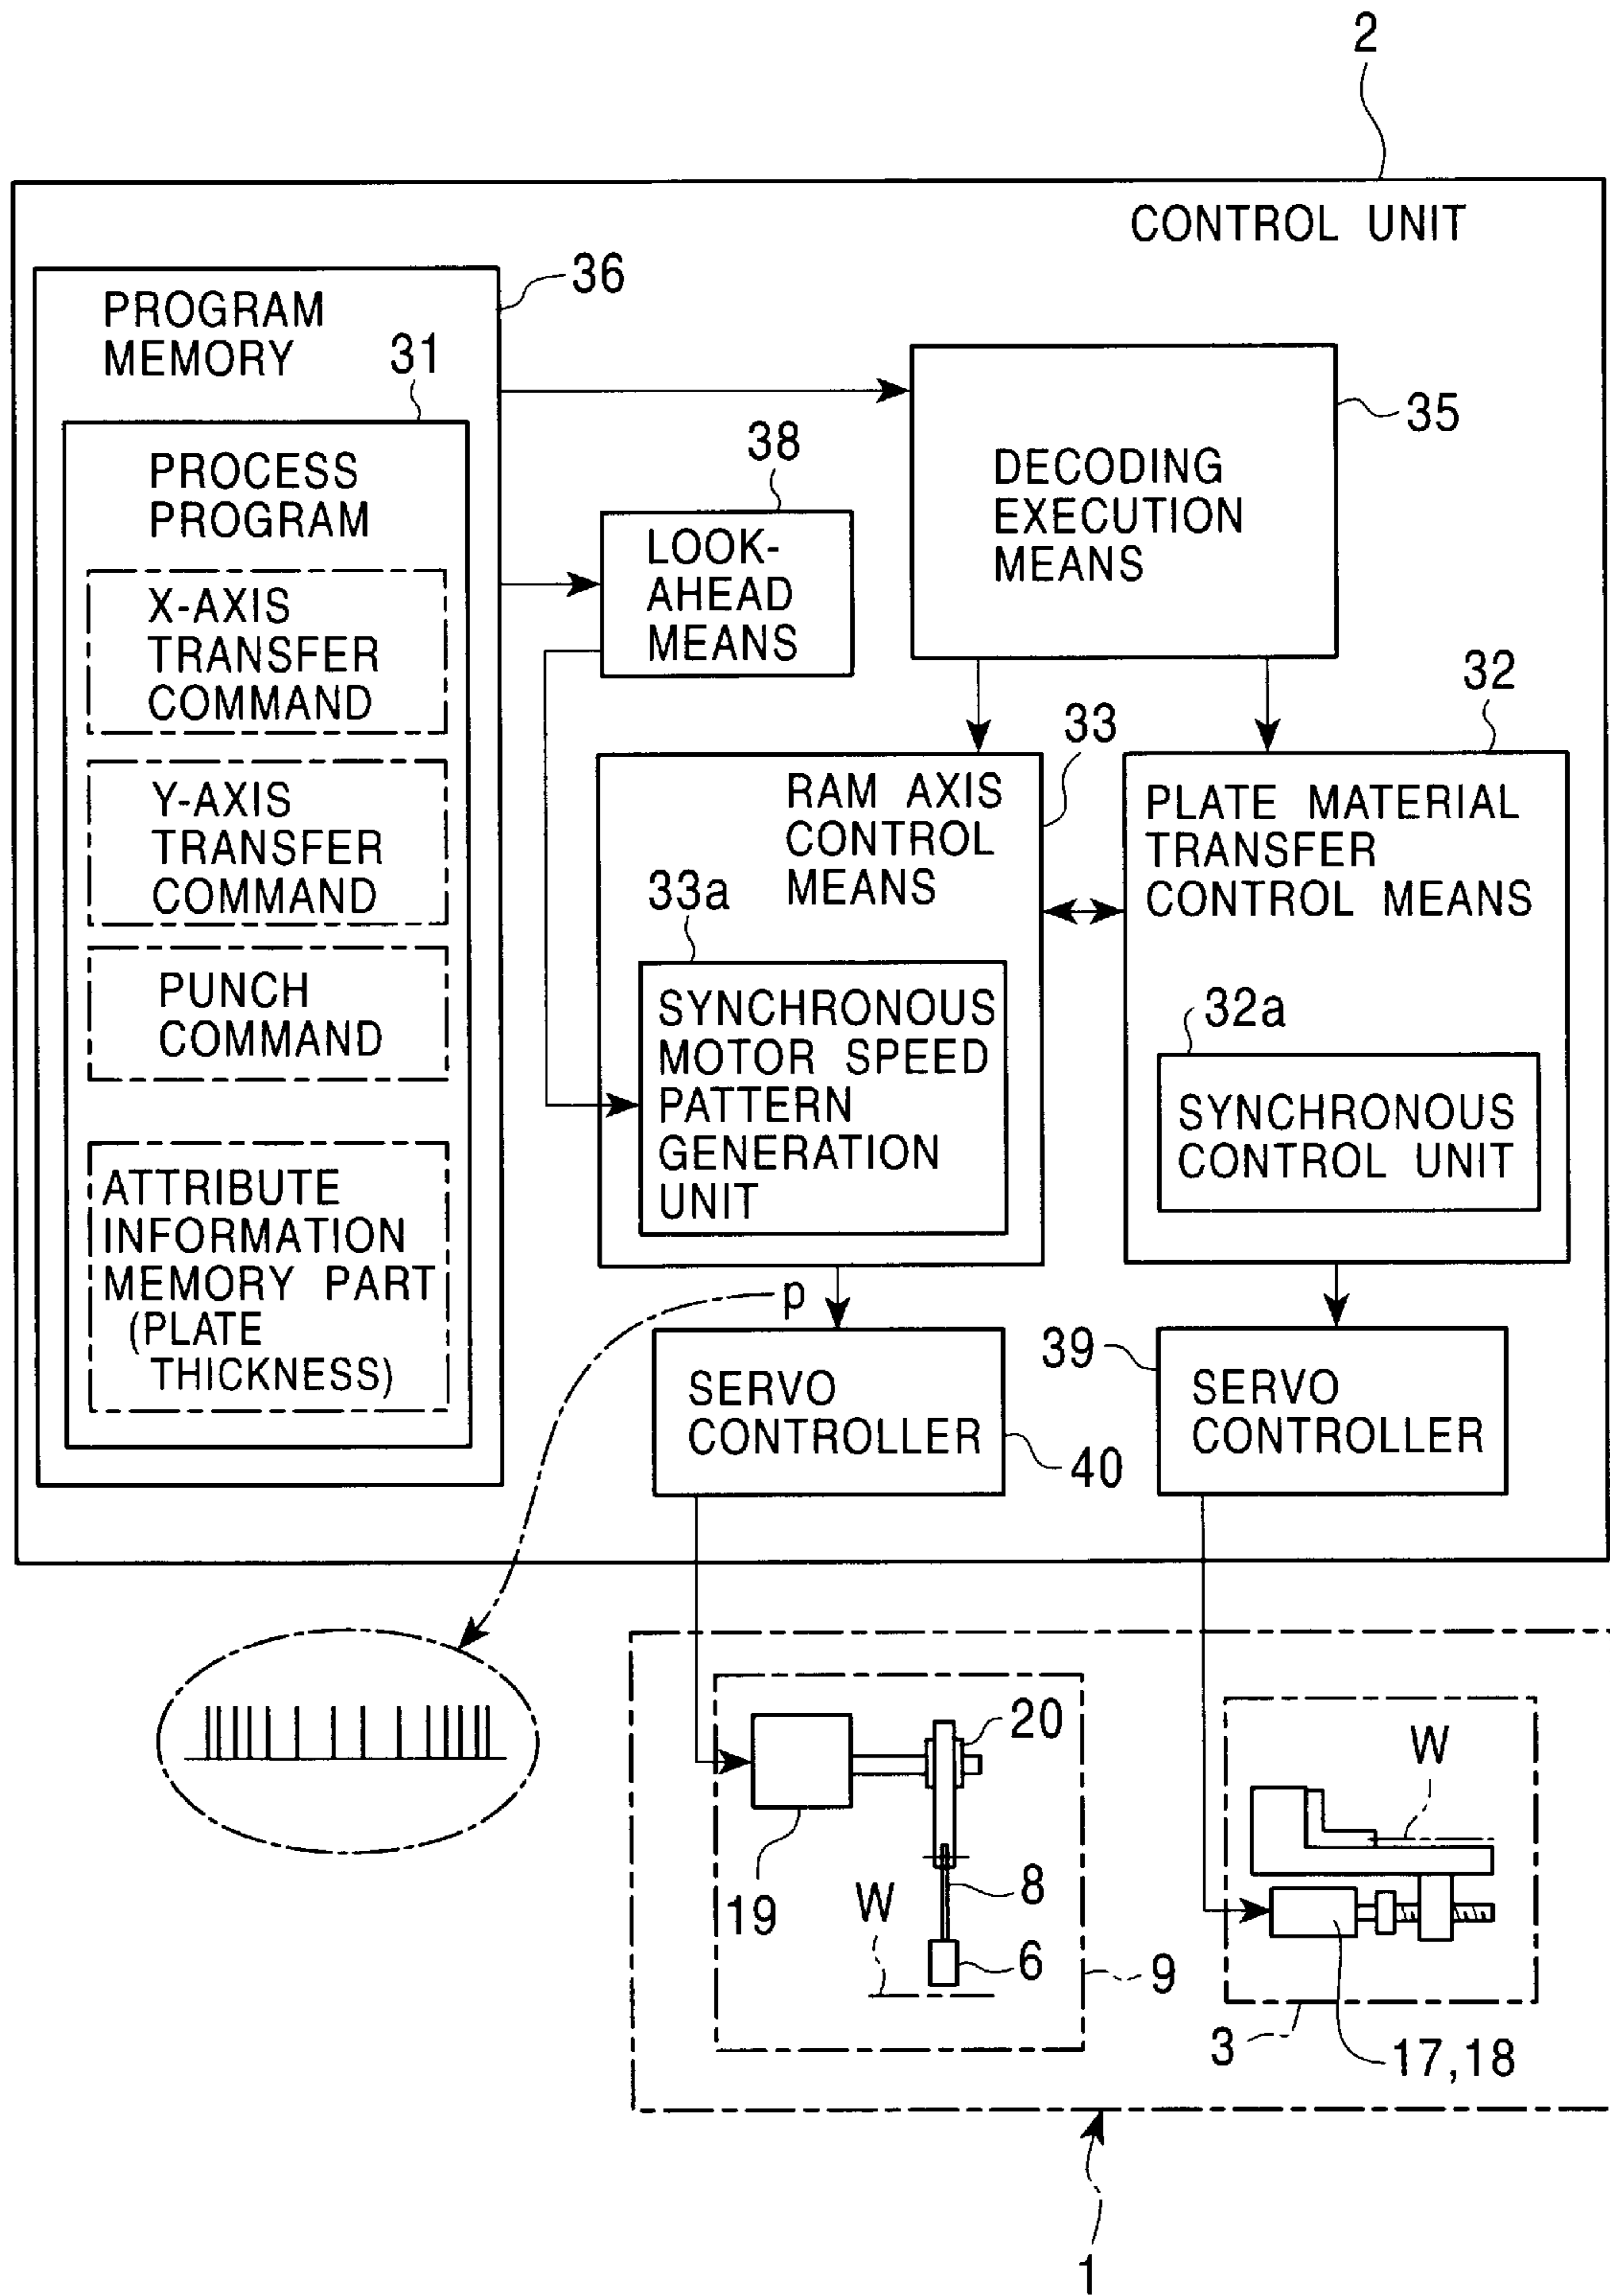 2
CONTROL UNIT
36
PROGRAM
MEMORY
31
PROCESS
PROGRAM
X-AXIS
TRANSFER
COMMAND
Y-AXIS
TRANSFER
COMMAND
PUNCH
COMMAND
ATTRIBUTE
INFORMATION
MEMORY PART
(PLATE
THICKNESS)
38
LOOK-
AHEAD
MEANS
35
DECODING
EXECUTION
MEANS
33
RAM AXIS
CONTROL
MEANS
33a
SYNCHRONOUS
MOTOR SPEED
PATTERN
GENERATION
UNIT
32
PLATE MATERIAL
TRANSFER
CONTROL MEANS
32a
SYNCHRONOUS
CONTROL UNIT
p
SERVO
CONTROLLER
40
39
SERVO
CONTROLLER
20
19
8
W
6
9
W
3
17,18
1